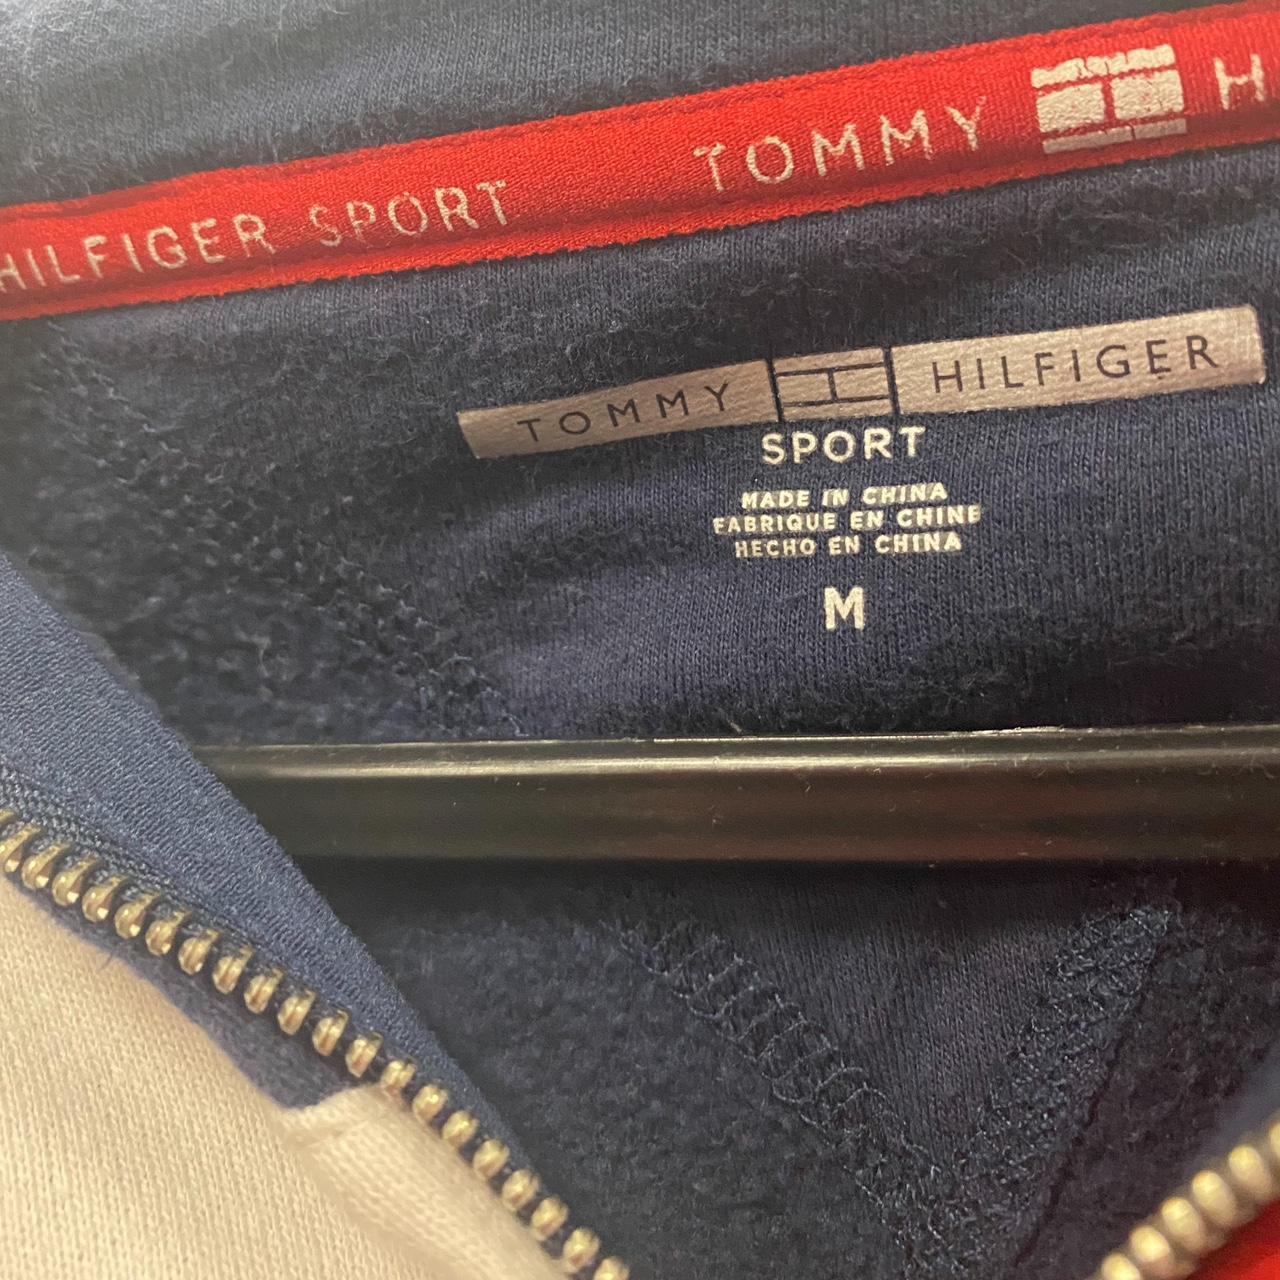 HILFIGER SPORT TOMMY H
TOMMY HILFIGER
SPORT
MADE IN CHINA
FABRIQUE EN CHINE
HECHO EN CHINA
M